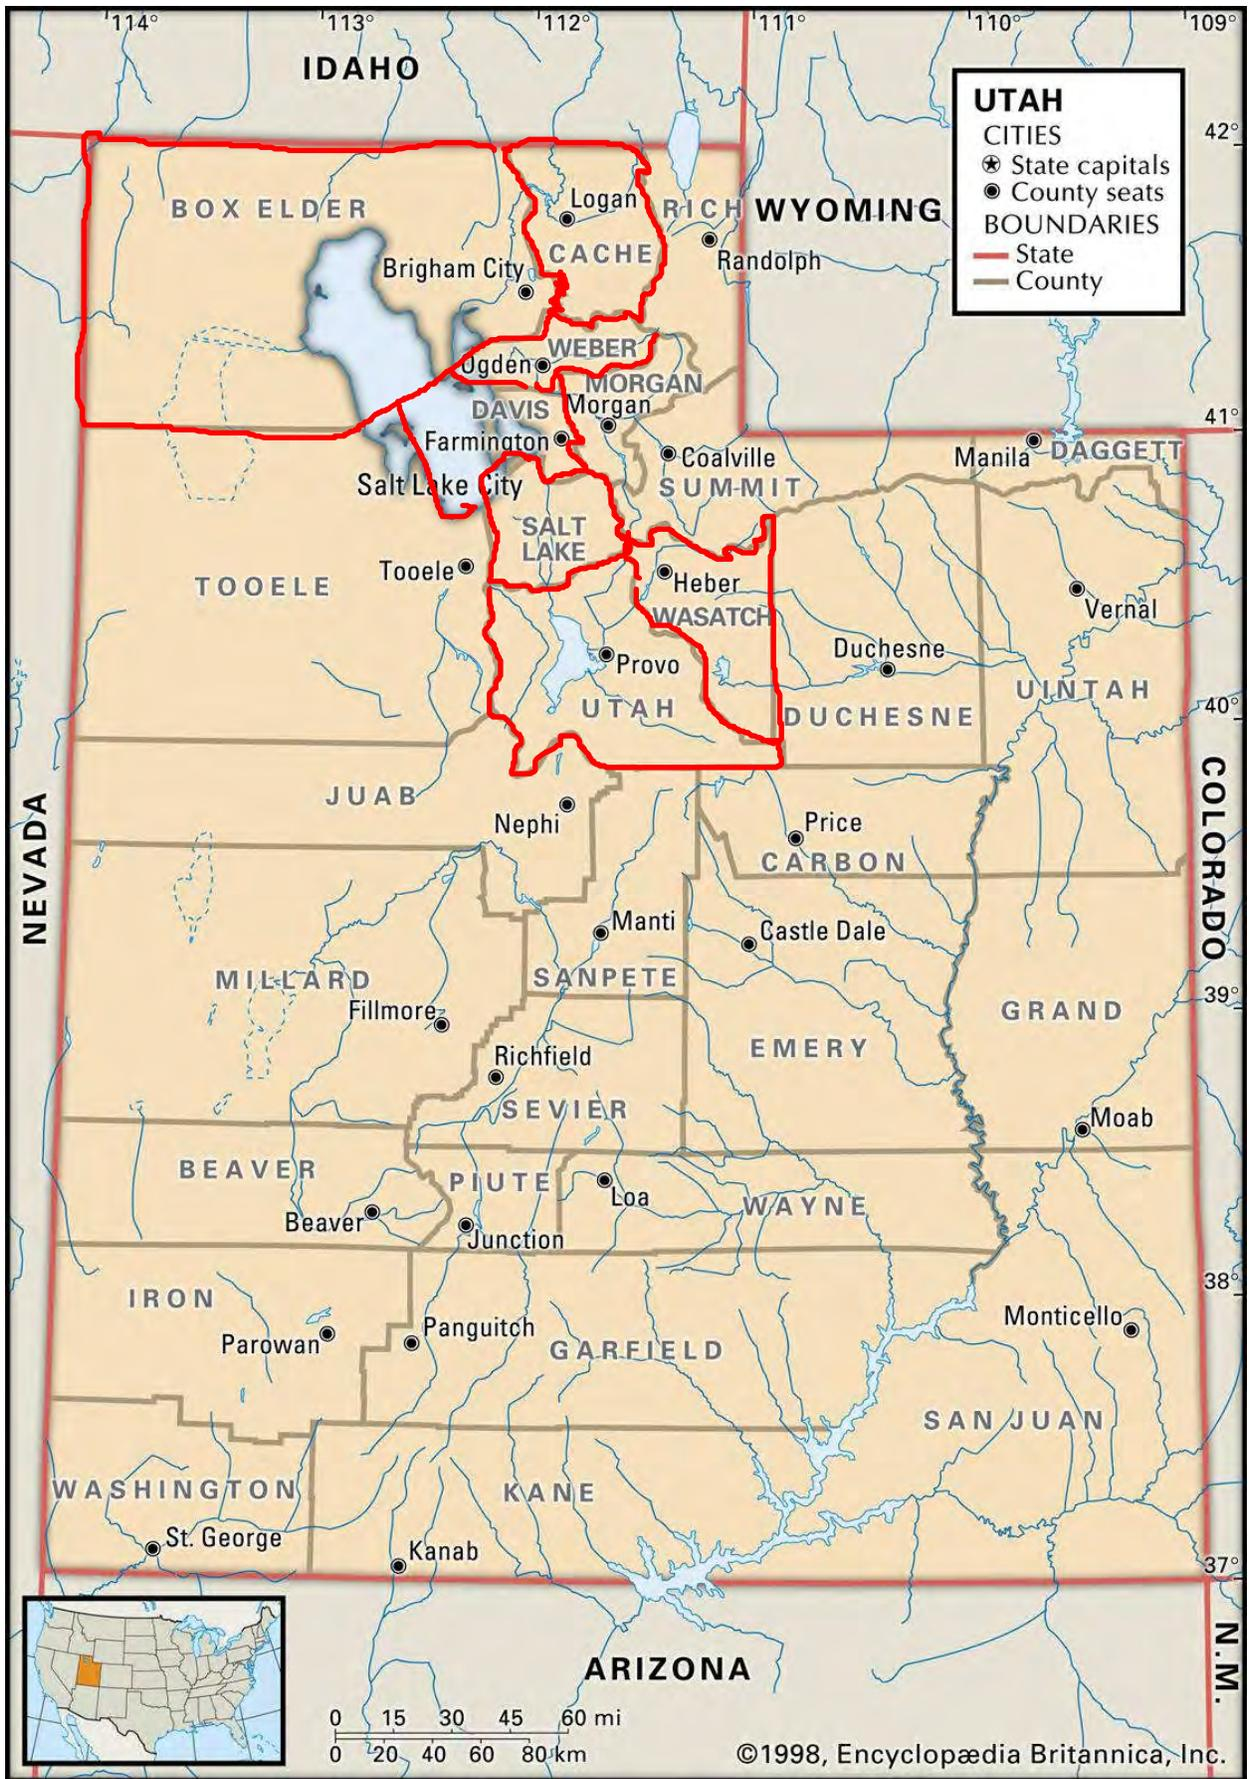 114°
113°
112°
111°
110°
109°
IDAHO
UTAH
CITIES
State capitals
County seats
BOUNDARIES
State
County
42°
BOX ELDER
Logan
RICH
WYOMING
CACHE
Randolph
Brigham City
WEBER
Ogden
MORGAN
DAVIS
Morgan
41°
Farmington
Coalville
Manila
DAGGETT
Salt Lake City
SUMMIT
SALT
LAKE
Tooele
Heber
TOOELE
WASATCH
Vernal
Duchesne
Provo
UINTAH
UTAH
DUCHESNE
40°
COLORADO
JUAB
Nephi
Price
CARBON
NEVADA
Manti
Castle Dale
MILLARD
SANPETE
39°
Fillmore
GRAND
EMERY
Richfield
SEVIER
Moab
BEAVER
PIUTE
Loa
WAYNE
Beaver
Junction
38°
IRON
Monticello
Panguitch
Parowan
GARFIELD
SAN JUAN
WASHINGTON
KANE
St. George
Kanab
37°
N.M.
ARIZONA
0 15 30 45 60 mi
0 20 40 60 80 km
©1998, Encyclopædia Britannica, Inc.